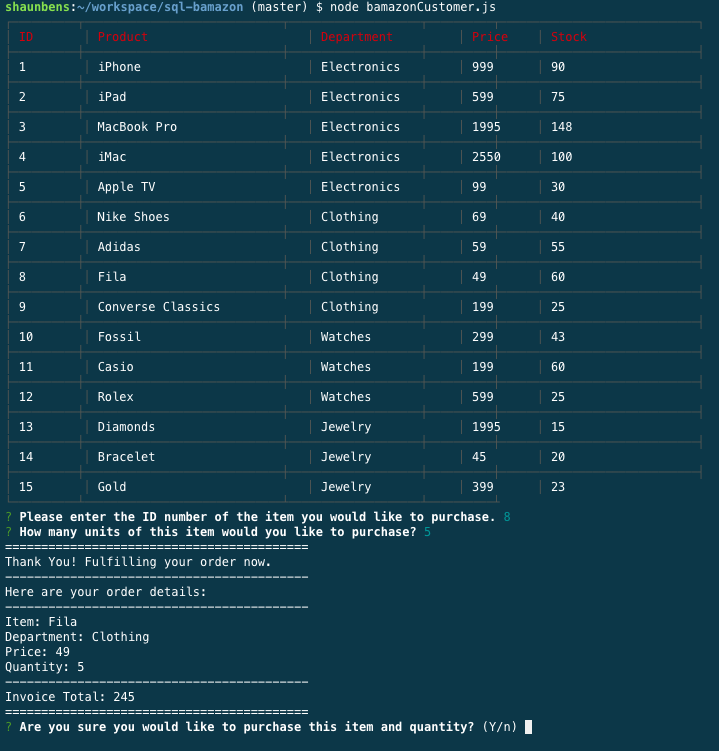 shaunbens:~/workspace/sql-bamazon (master) $ node bamazonCustomer.js
ID Product Department Price Stock
1 iPhone Electronics 999 90
2 iPad Electronics 599 75
3 MacBook Pro Electronics 1995 148
4 iMac Electronics 2550 100
5 Apple TV Electronics 99 30
6 Nike Shoes Clothing 69 40
7 Adidas Clothing 59 55
8 Fila Clothing 49 60
9 Converse Classics Clothing 199 25
10 Fossil Watches 299 43
11 Casio Watches 199 60
12 Rolex Watches 599 25
13 Diamonds Jewelry 1995 15
14 Bracelet Jewelry 45 20
15 Gold Jewelry 399 23
? Please enter the ID number of the item you would like to purchase. 8
? How many units of this item would you like to purchase? 5
==========================================
Thank You! Fulfilling your order now.
------------------------------------------
Here are your order details:
------------------------------------------
Item: Fila
Department: Clothing
Price: 49
Quantity: 5
------------------------------------------
Invoice Total: 245
==========================================
? Are you sure you would like to purchase this item and quantity? (Y/n)